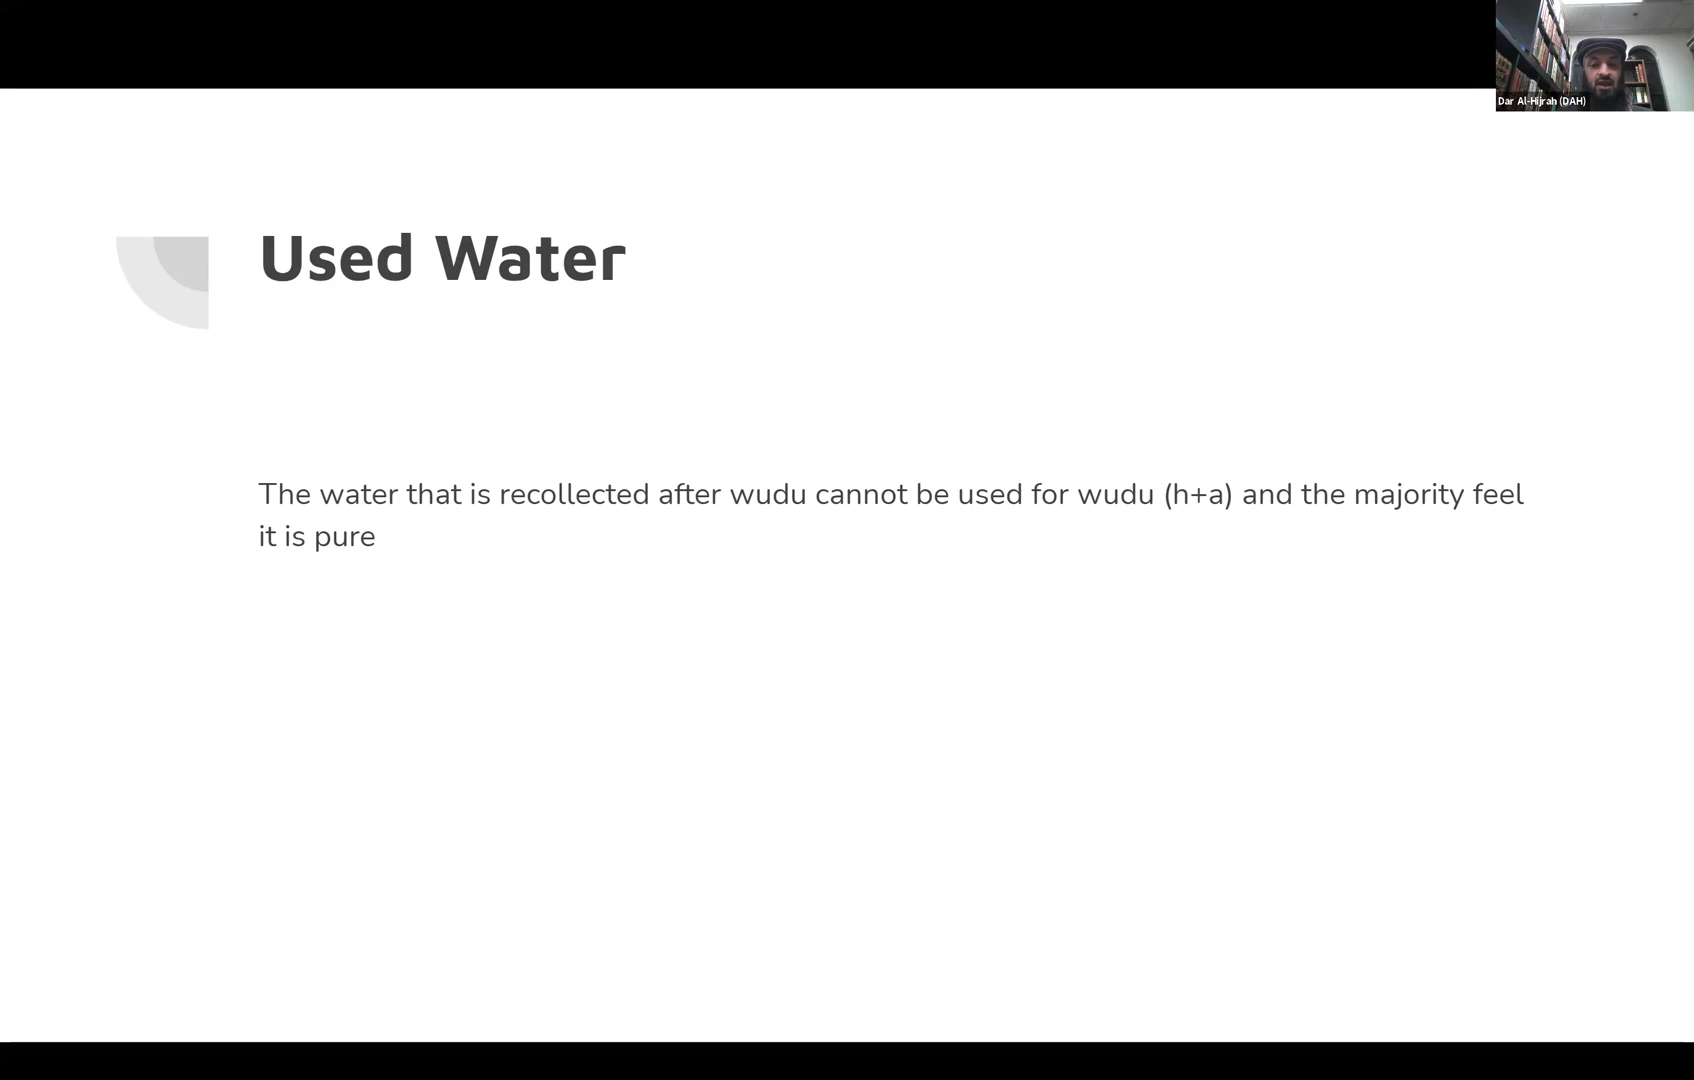 Dar Al-Hijrah (DAH)
Used Water
The water that is recollected after wudu cannot be used for wudu (h+a) and the majority feel
it is pure